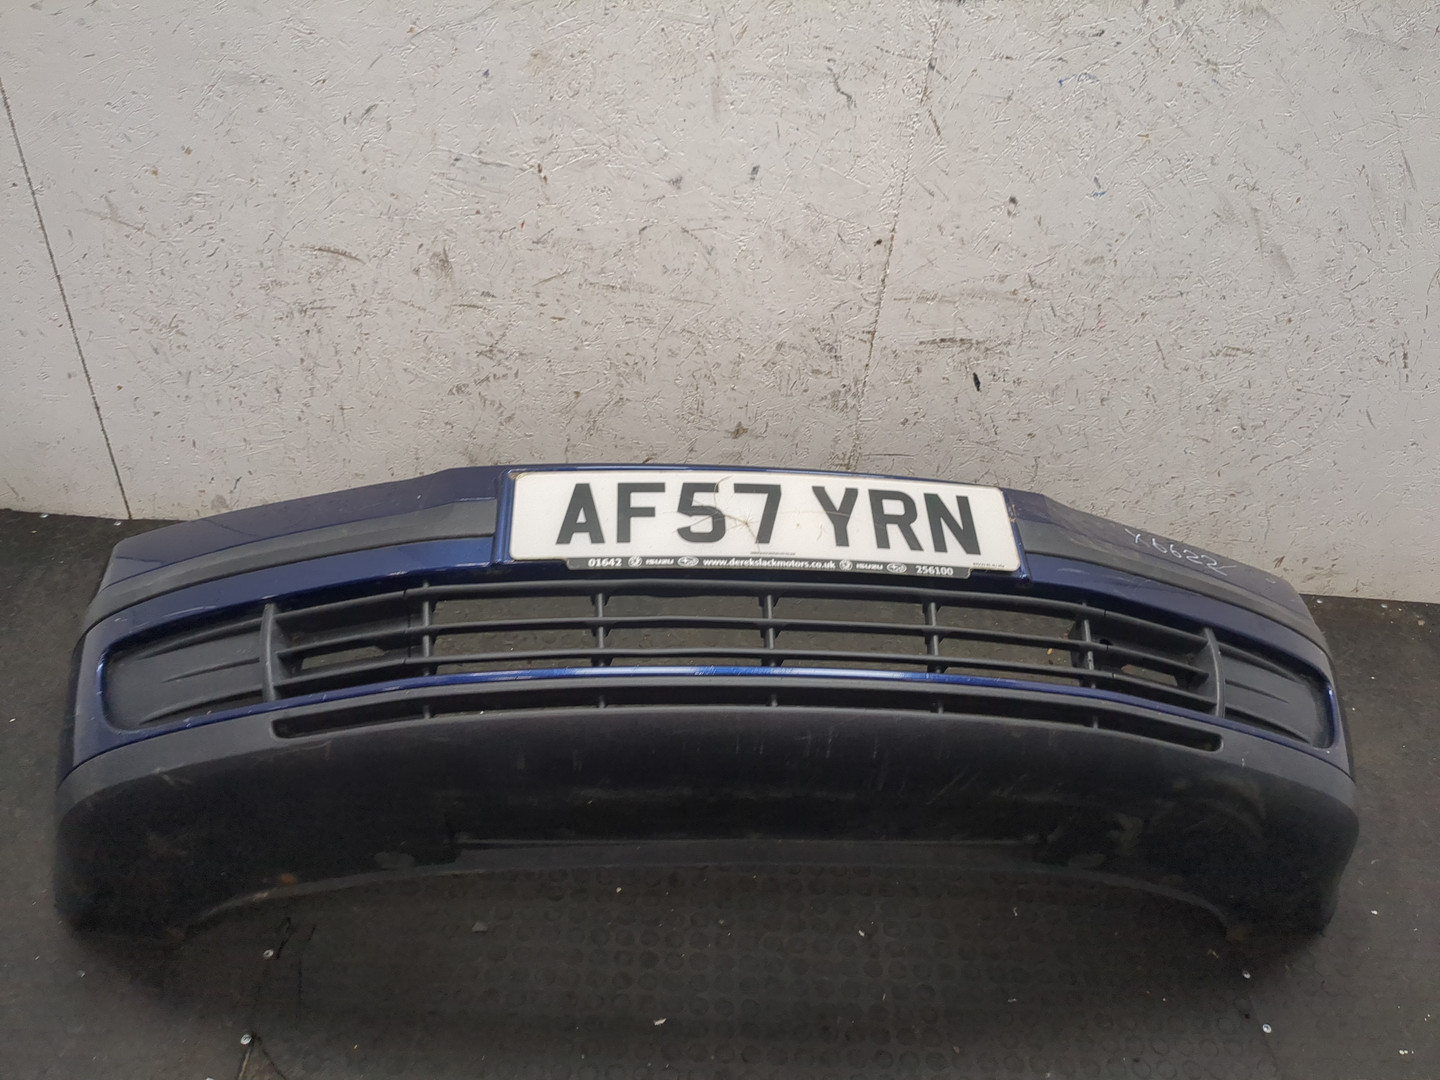 AF57 YRN
01642 ISUZU www.derekslackmotors.co.uk ISUZU 256100